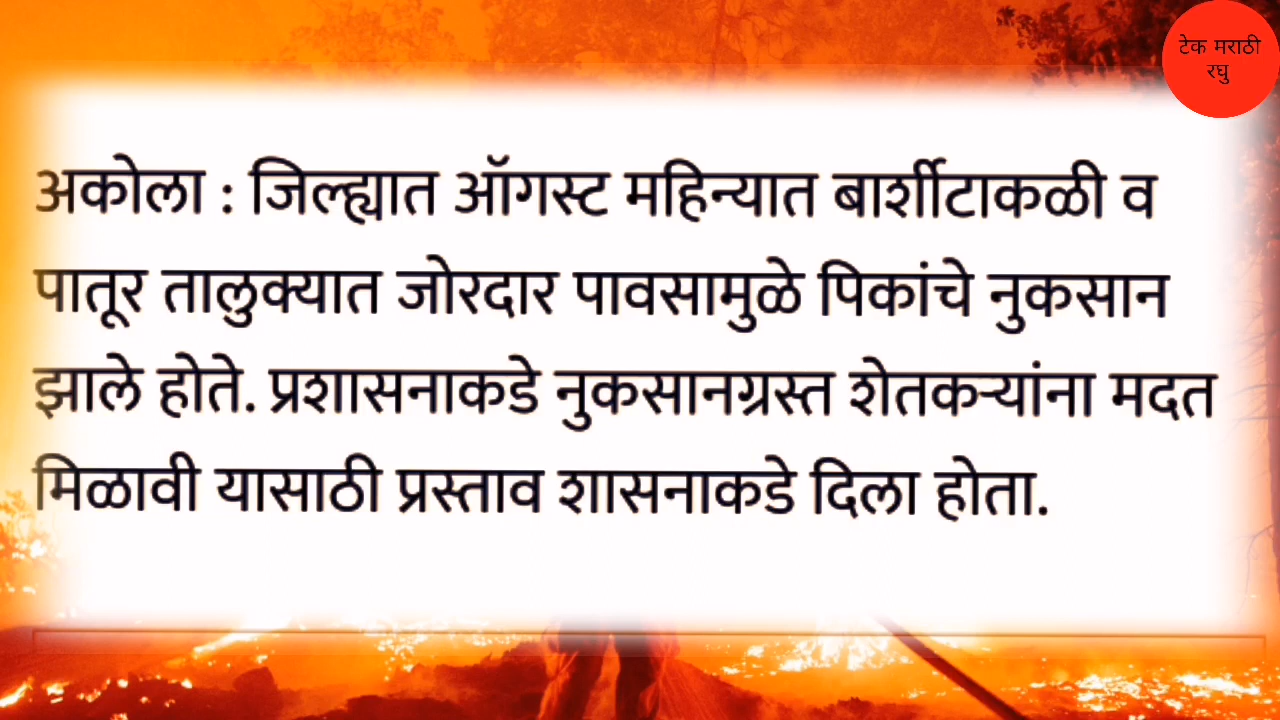 टेक मराठी
रघु
अकोला : जिल्ह्यात ऑगस्ट महिन्यात बार्शीटाकळी व
पातूर तालुक्यात जोरदार पावसामुळे पिकांचे नुकसान
झाले होते. प्रशासनाकडे नुकसानग्रस्त शेतकऱ्यांना मदत
मिळावी यासाठी प्रस्ताव शासनाकडे दिला होता.